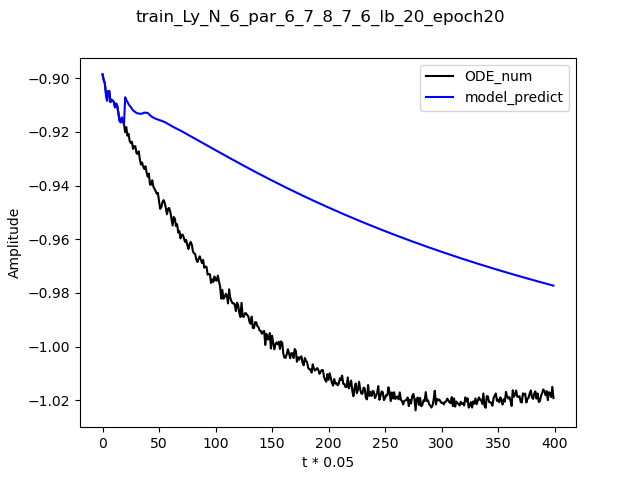 train_Ly_N_6_par_6_7_8_7_6_lb_20_epoch20
ODE_num
model_predict
Amplitude
−0.90
−0.92
−0.94
−0.96
−0.98
−1.00
−1.02
0 50 100 150 200 250 300 350 400
t * 0.05